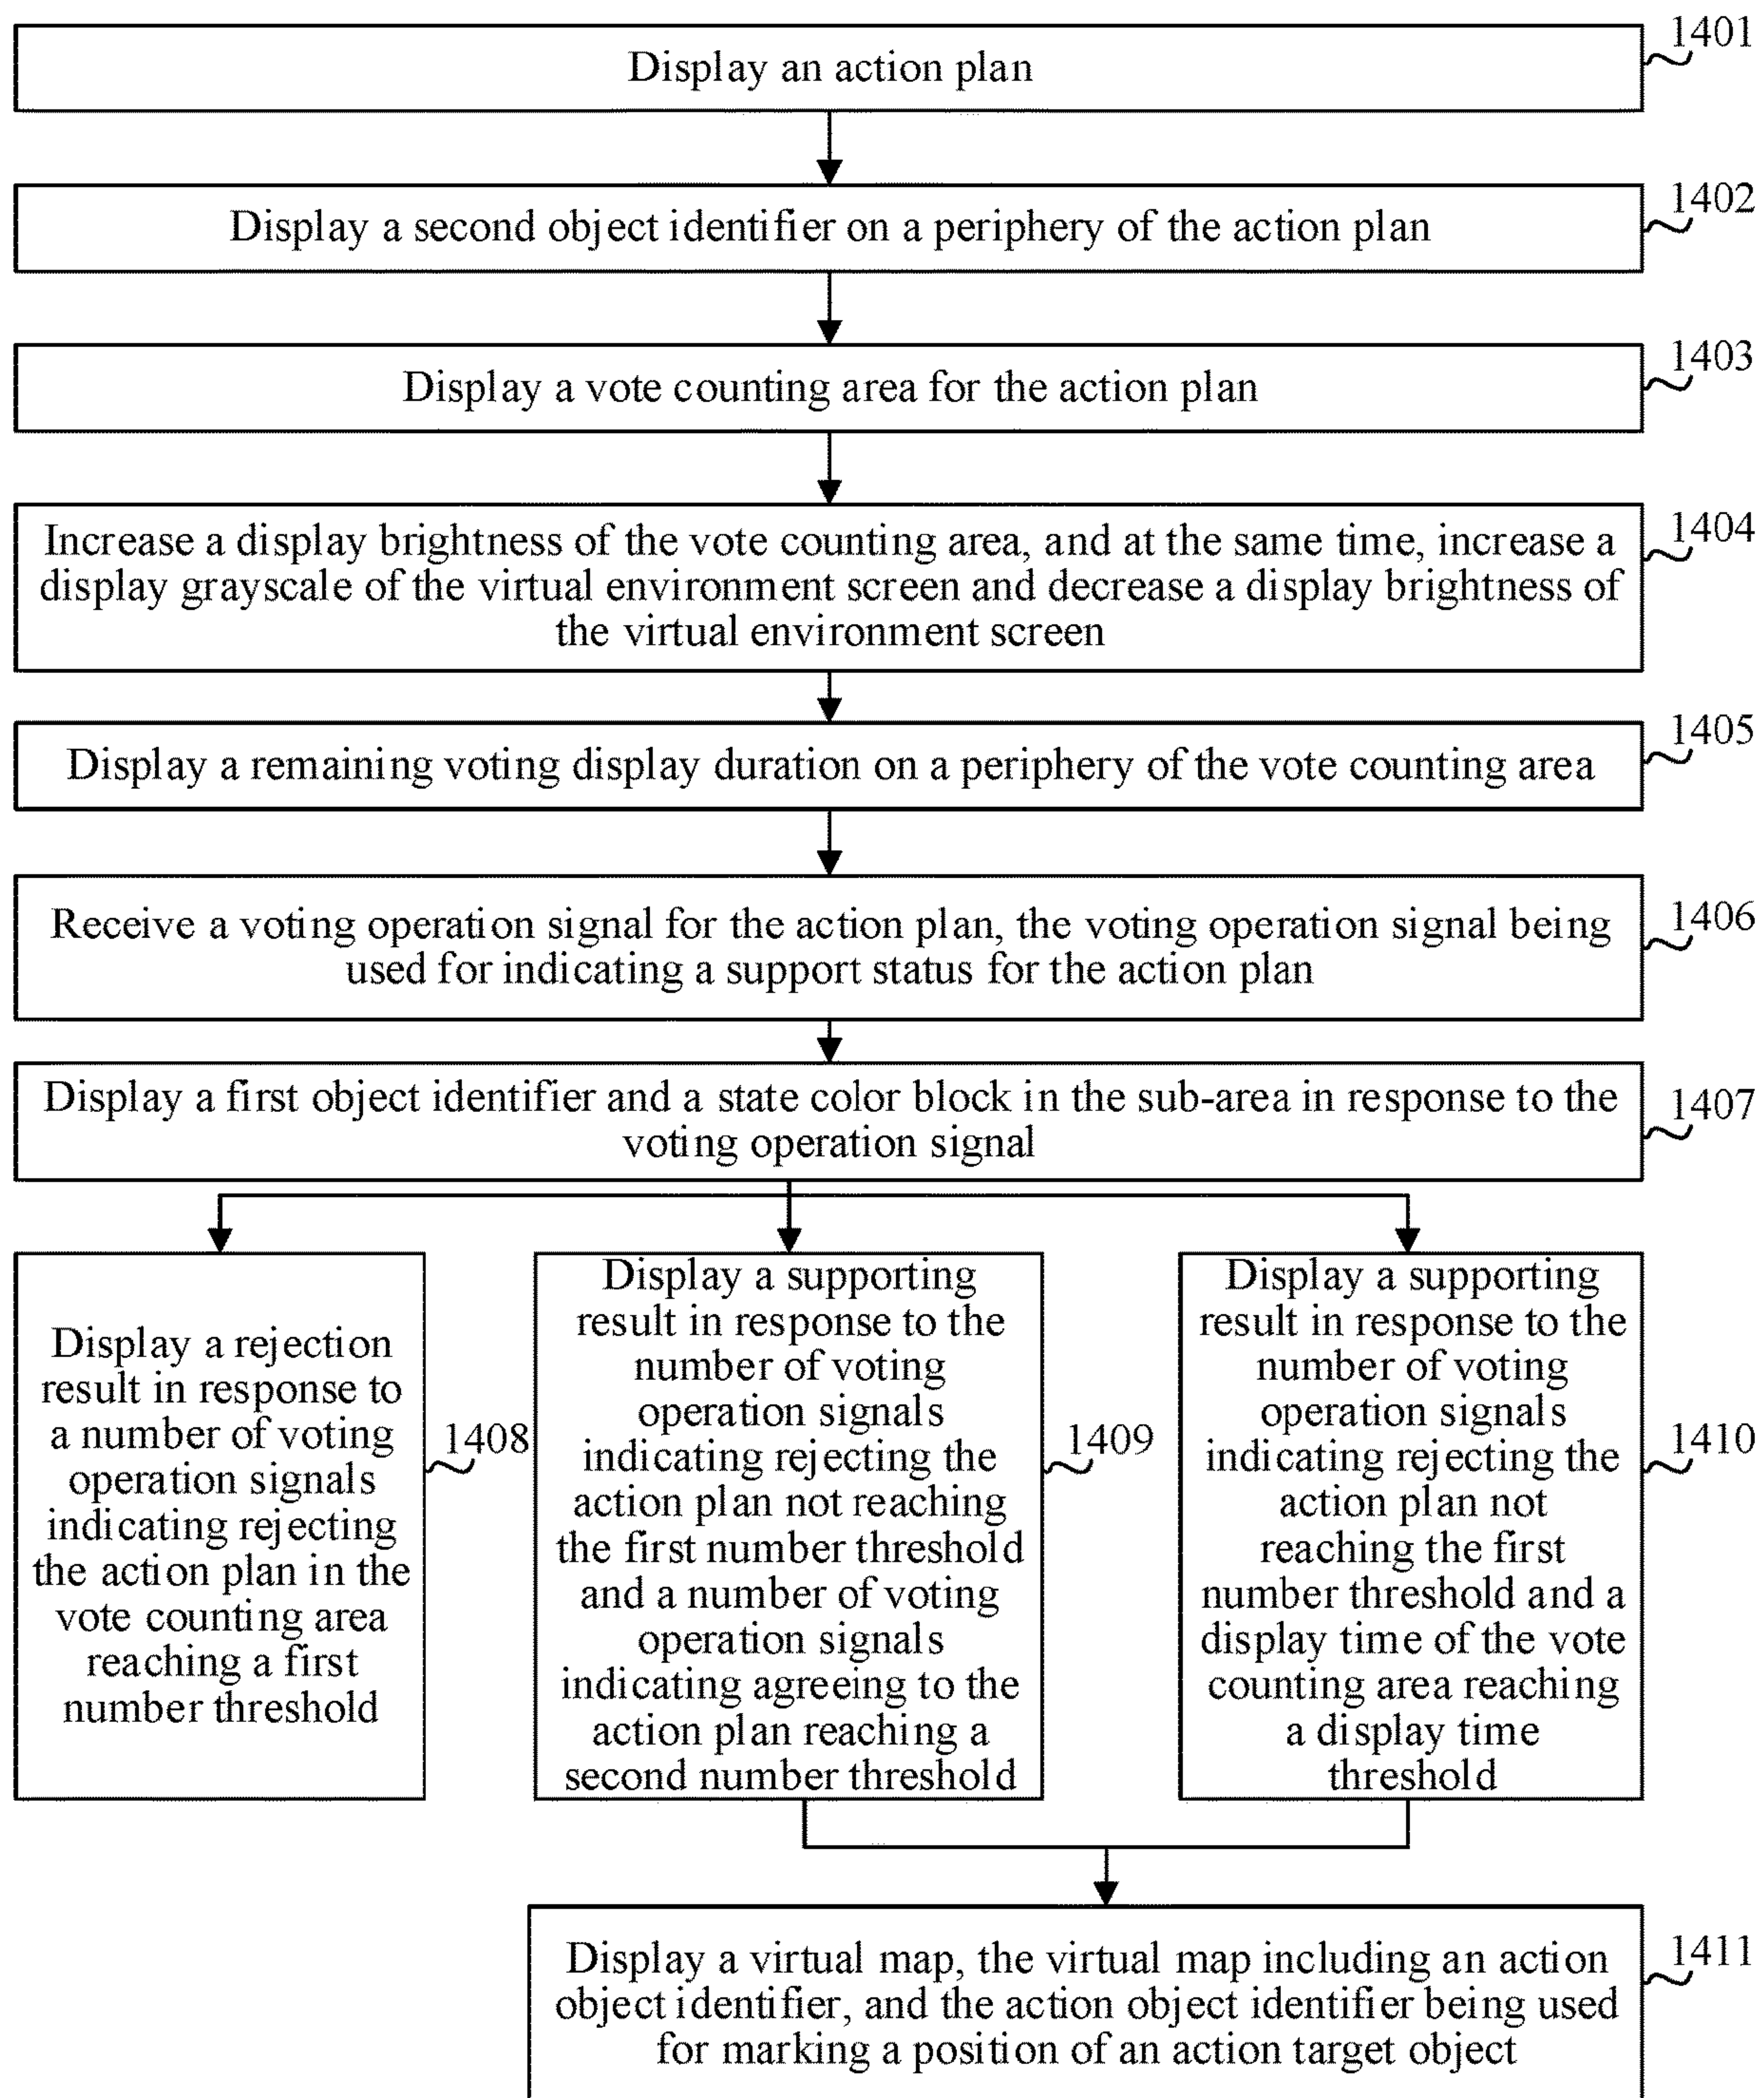 Display an action plan
1401
Display a second object identifier on a periphery of the action plan
1402
Display a vote counting area for the action plan
1403
Increase a display brightness of the vote counting area, and at the same time, increase a
display grayscale of the virtual environment screen and decrease a display brightness of
the virtual environment screen
1404
Display a remaining voting display duration on a periphery of the vote counting area
1405
Receive a voting operation signal for the action plan, the voting operation signal being
used for indicating a support status for the action plan
1406
Display a first object identifier and a state color block in the sub-area in response to the
voting operation signal
1407
Display a rejection
result in response to
a number of voting
operation signals
indicating rejecting
the action plan in the
vote counting area
reaching a first
number threshold
1408
Display a supporting
result in response to the
number of voting
operation signals
indicating rejecting the
action plan not reaching
the first number threshold
and a number of voting
operation signals
indicating agreeing to the
action plan reaching a
second number threshold
1409
Display a supporting
result in response to the
number of voting
operation signals
indicating rejecting the
action plan not
reaching the first
number threshold and a
display time of the vote
counting area reaching
a display time
threshold
1410
Display a virtual map, the virtual map including an action
object identifier, and the action object identifier being used
for marking a position of an action target object
1411